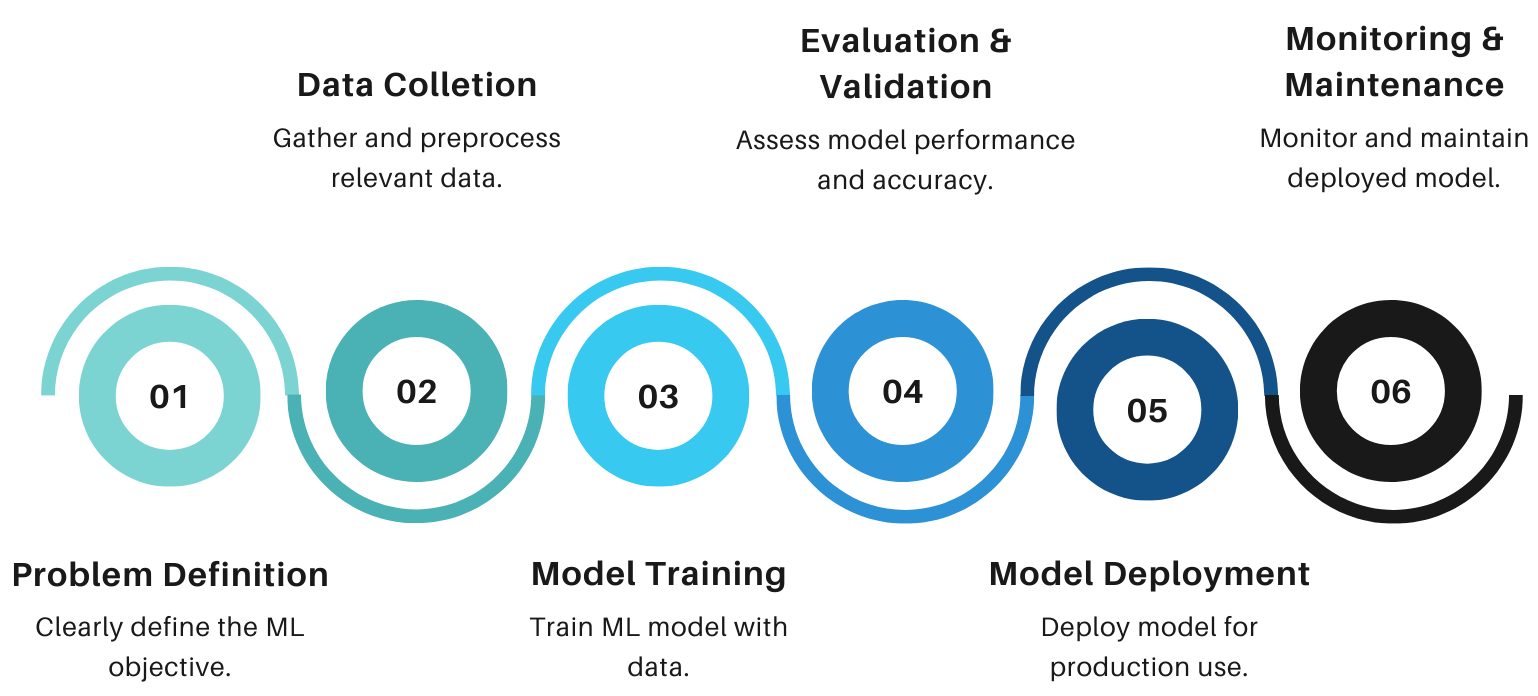 Evaluation &
Validation
Monitoring &
Maintenance
Data Colletion
Gather and preprocess
relevant data.
Assess model performance
and accuracy.
Monitor and maintain
deployed model.
01
02
03
04
05
06
Problem Definition
Clearly define the ML
objective.
Model Training
Train ML model with
data.
Model Deployment
Deploy model for
production use.